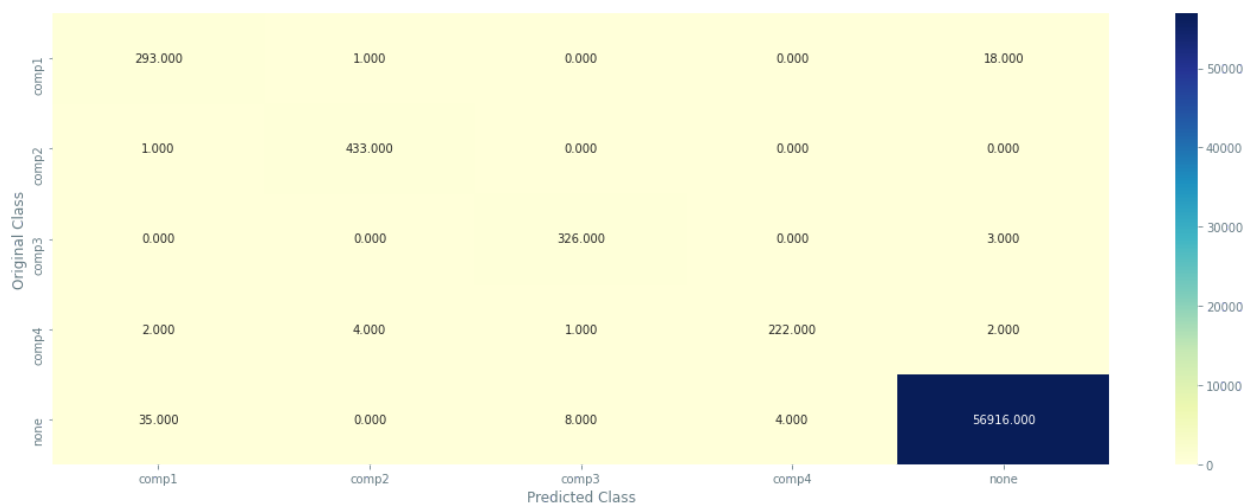 comp1 293.000 1.000 0.000 0.000 18.000
comp2 1.000 433.000 0.000 0.000 0.000
comp3 0.000 0.000 326.000 0.000 3.000
comp4 2.000 4.000 1.000 222.000 2.000
none 35.000 0.000 8.000 4.000 56916.000
comp1 comp2 comp3 comp4 none
Predicted Class
Original Class
50000
40000
30000
20000
10000
0